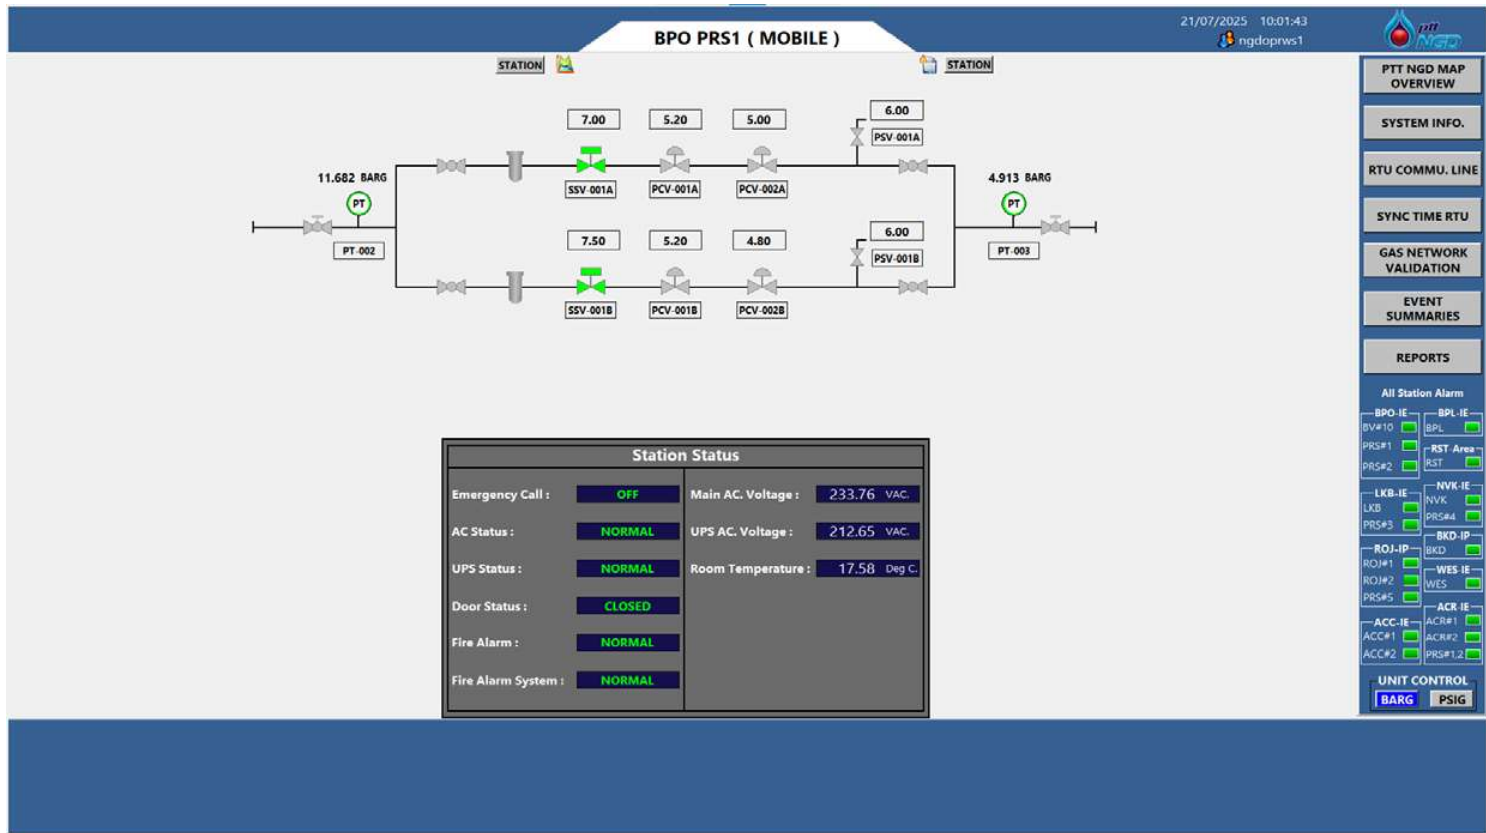 BPO PRS1 ( MOBILE )
21/07/2025 10:01:43
ngdoprws1
ptt
NGD
STATION
STATION
7.00 5.20 5.00 6.00
PSV-001A
11.682 BARG
PT
SSV-001A PCV-001A PCV-002A
4.913 BARG
PT
PT-002
7.50 5.20 4.80 6.00
PSV-001B
PT-003
SSV-001B PCV-001B PCV-002B
Station Status
Emergency Call : OFF
AC Status : NORMAL
UPS Status : NORMAL
Door Status : CLOSED
Fire Alarm : NORMAL
Fire Alarm System : NORMAL
Main AC. Voltage : 233.76 VAC.
UPS AC. Voltage : 212.65 VAC.
Room Temperature : 17.58 Deg C.
PTT NGD MAP
OVERVIEW
SYSTEM INFO.
RTU COMMU. LINE
SYNC TIME RTU
GAS NETWORK
VALIDATION
EVENT
SUMMARIES
REPORTS
All Station Alarm
BPO-IE
BV#10
PRS#1
PRS#2
BPL-IE
BPL
RST-Area
RST
LKB-IE
LKB
PRS#3
NVK-IE
NVK
PRS#4
BKD-IP
BKD
ROJ-IP
ROJ#1
ROJ#2
PRS#5
WES-IE
WES
ACC-IE
ACC#1
ACC#2
ACR-IE
ACR#1
ACR#2
PRS#1,2
UNIT CONTROL
BARG PSIG